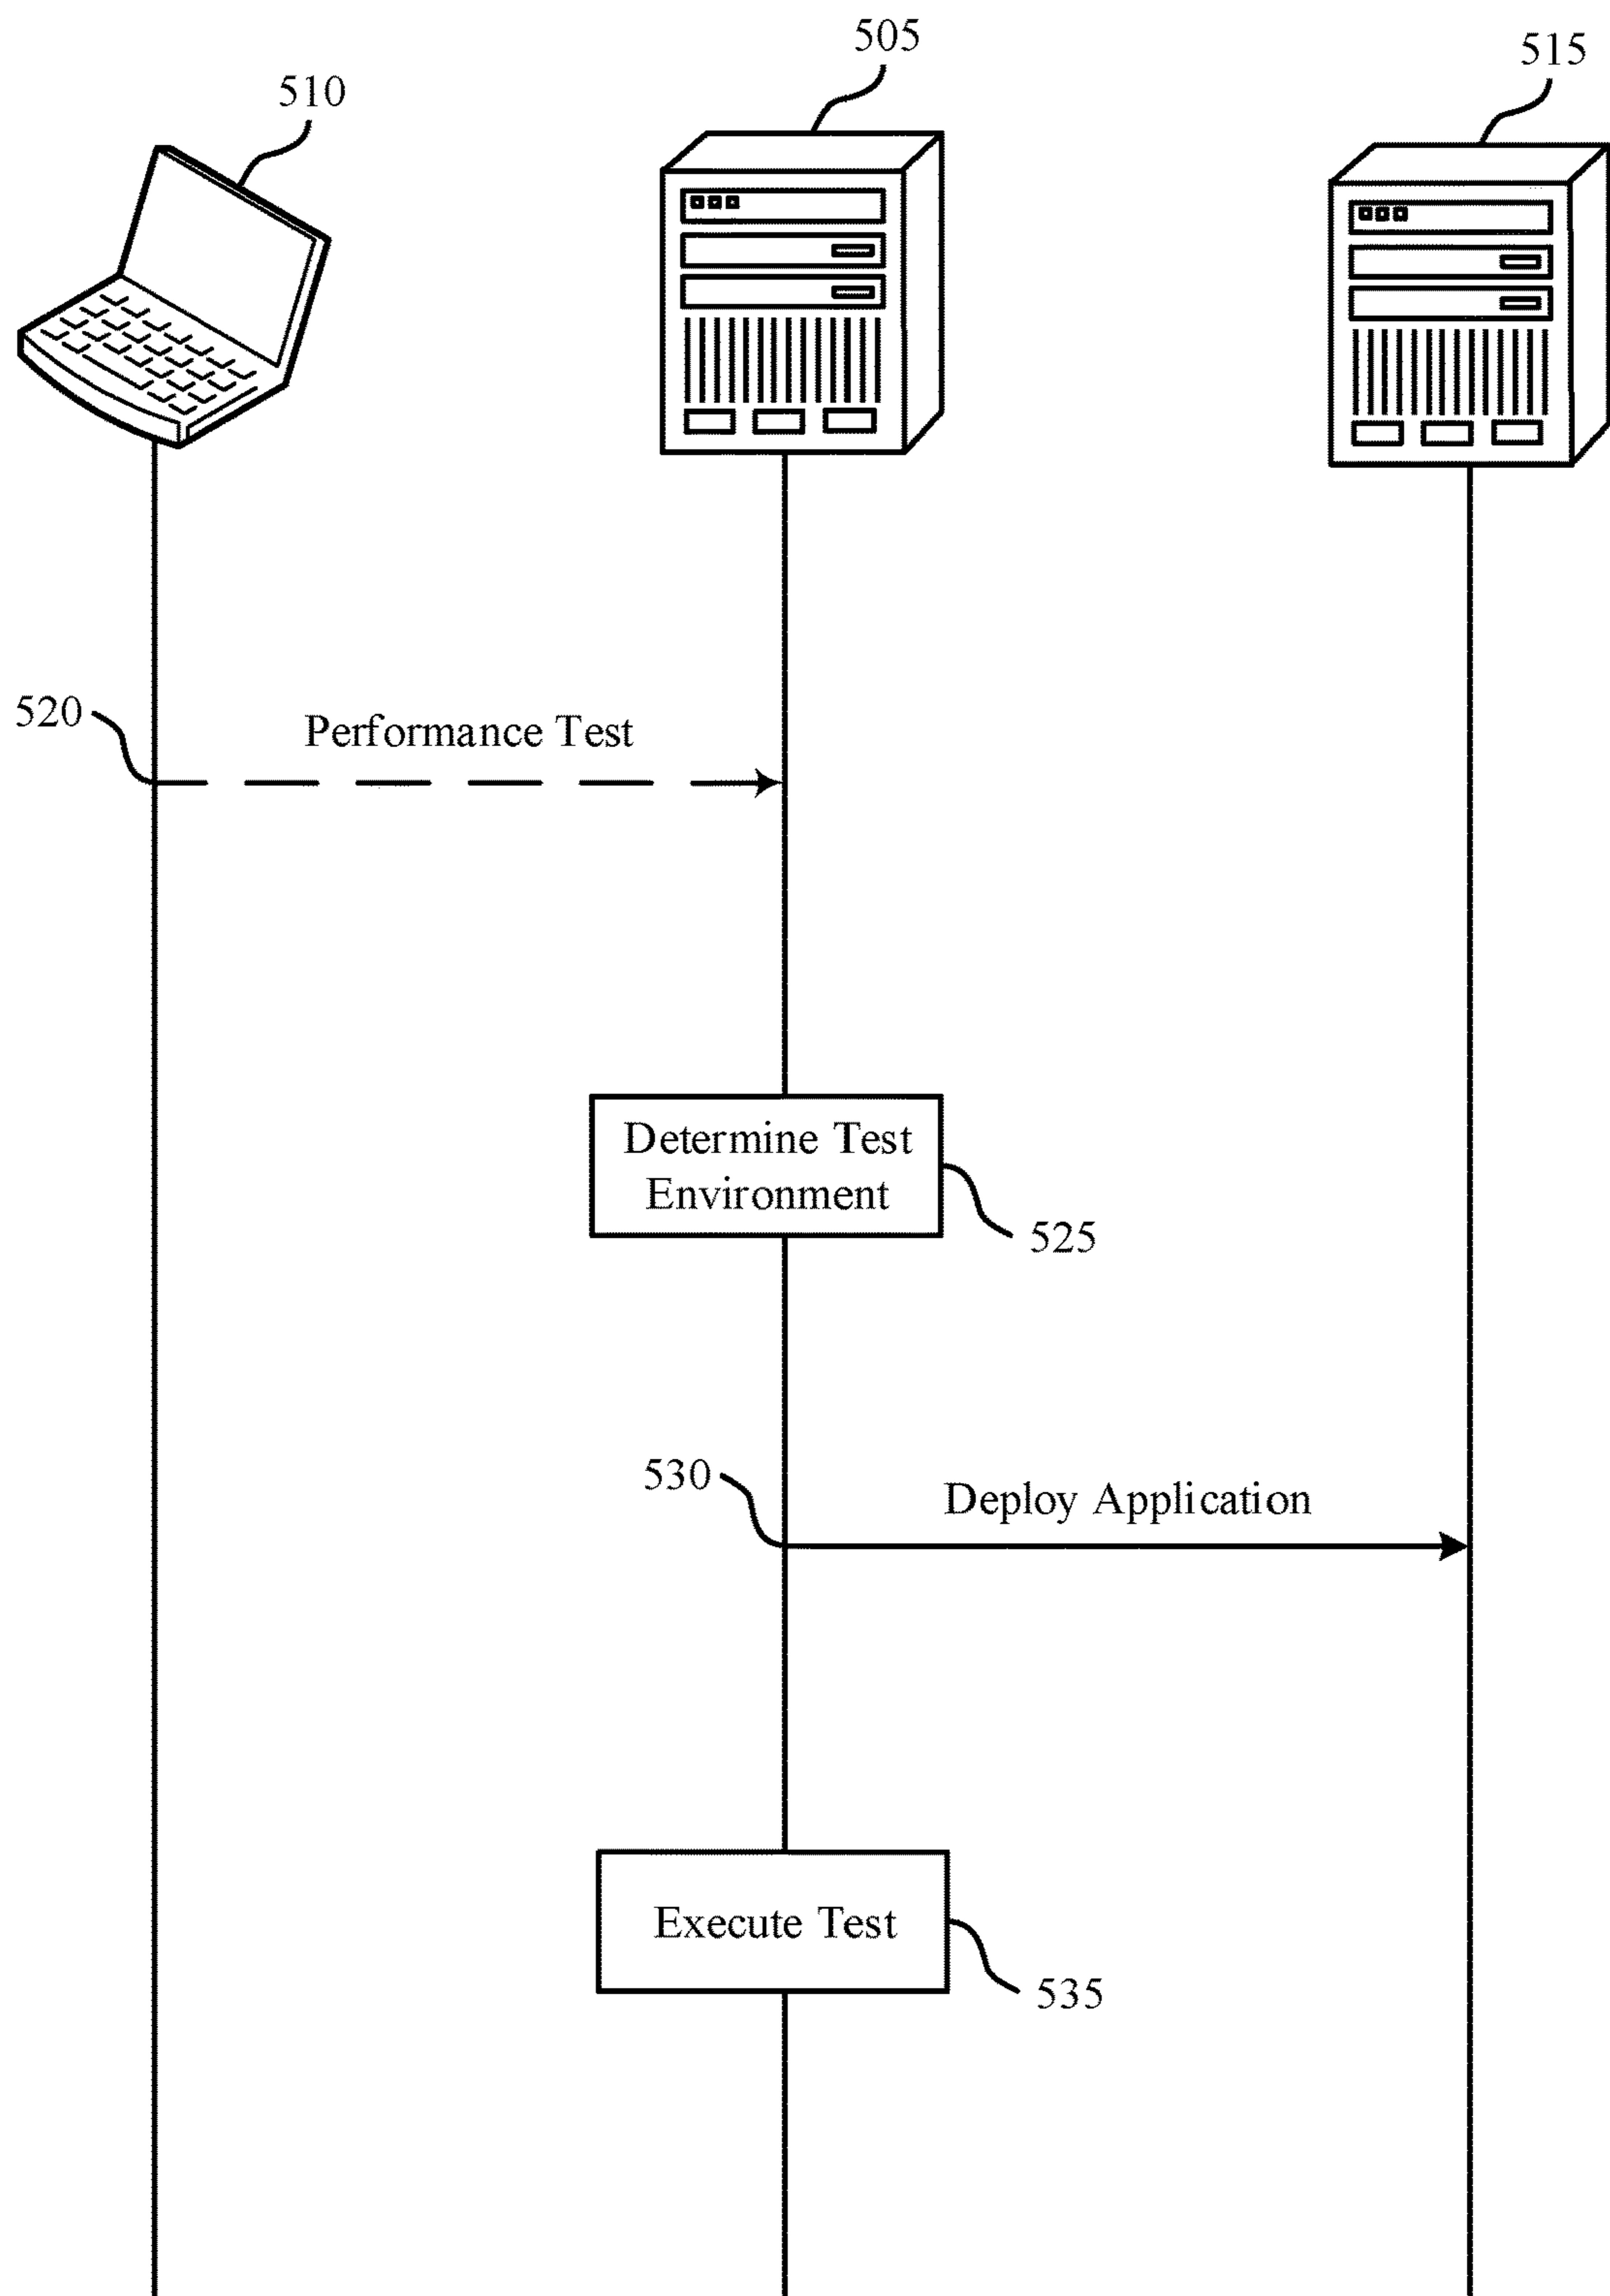 505
515
510
520
Performance Test
Determine Test
Environment
525
530
Deploy Application
Execute Test
535